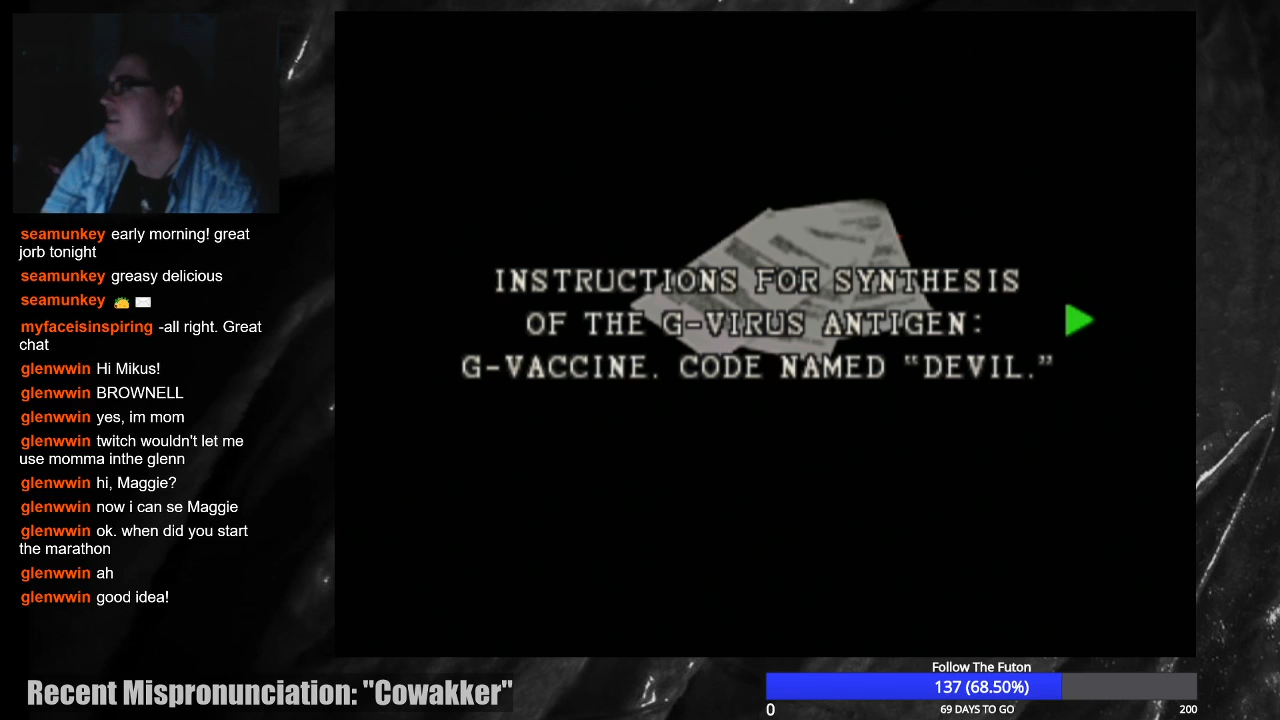 seamunkey early morning! great
jorb tonight
seamunkey greasy delicious
seamunkey 🌮 ✉️
myfaceisinspiring -all right. Great
chat
glenwwin Hi Mikus!
glenwwin BROWNELL
glenwwin yes, im mom
glenwwin twitch wouldn't let me
use momma inthe glenn
glenwwin hi, Maggie?
glenwwin now i can se Maggie
glenwwin ok. when did you start
the marathon
glenwwin ah
glenwwin good idea!
INSTRUCTIONS FOR SYNTHESIS
OF THE G-VIRUS ANTIGEN:
G-VACCINE. CODE NAMED “DEVIL.”
Recent Mispronunciation: "Cowakker"
Follow The Futon
137 (68.50%)
0 69 DAYS TO GO 200